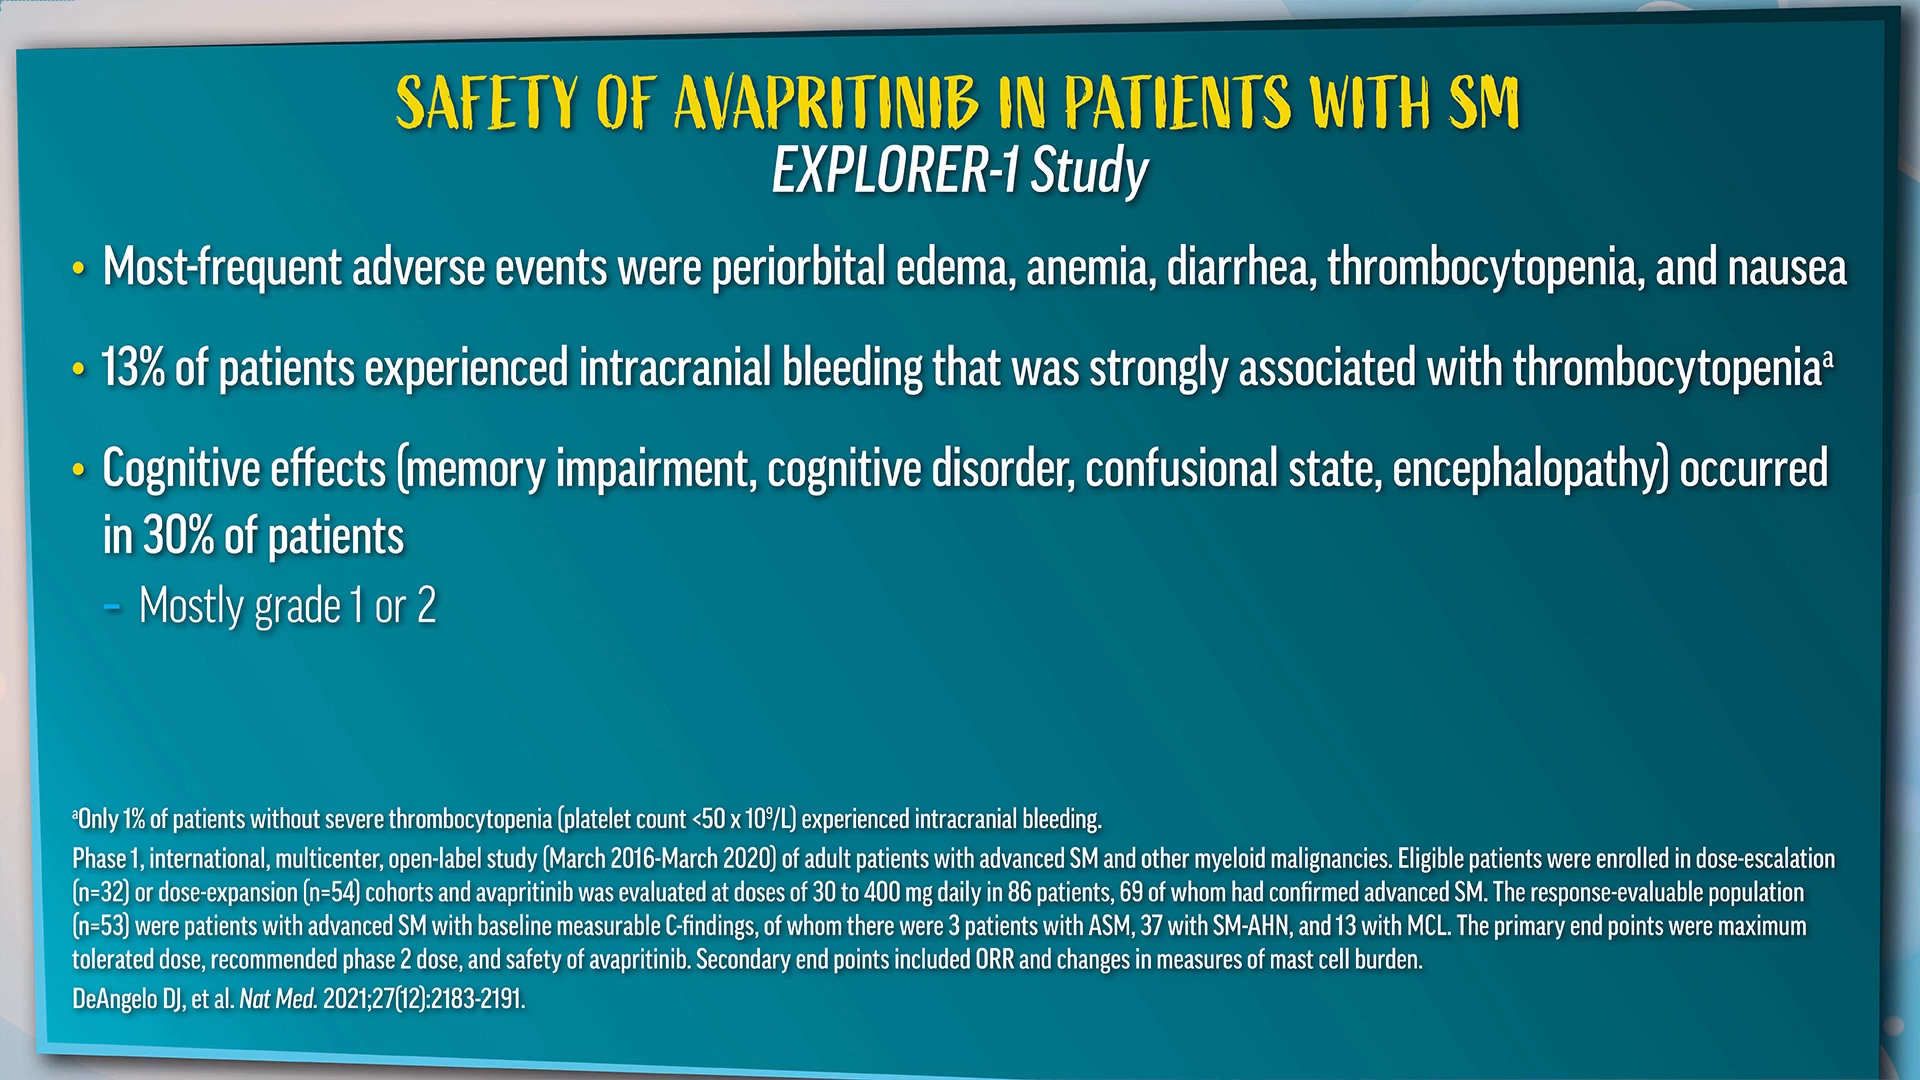 SAFETY OF AVAPRITINIB IN PATIENTS WITH SM
EXPLORER-1 Study
• Most-frequent adverse events were periorbital edema, anemia, diarrhea, thrombocytopenia, and nausea
• 13% of patients experienced intracranial bleeding that was strongly associated with thrombocytopeniaᵃ
• Cognitive effects (memory impairment, cognitive disorder, confusional state, encephalopathy) occurred
in 30% of patients
– Mostly grade 1 or 2
ᵃOnly 1% of patients without severe thrombocytopenia (platelet count <50 x 10⁹/L) experienced intracranial bleeding.
Phase 1, international, multicenter, open-label study (March 2016-March 2020) of adult patients with advanced SM and other myeloid malignancies. Eligible patients were enrolled in dose-escalation
(n=32) or dose-expansion (n=54) cohorts and avapritinib was evaluated at doses of 30 to 400 mg daily in 86 patients, 69 of whom had confirmed advanced SM. The response-evaluable population
(n=53) were patients with advanced SM with baseline measurable C-findings, of whom there were 3 patients with ASM, 37 with SM-AHN, and 13 with MCL. The primary end points were maximum
tolerated dose, recommended phase 2 dose, and safety of avapritinib. Secondary end points included ORR and changes in measures of mast cell burden.
DeAngelo DJ, et al. Nat Med. 2021;27(12):2183-2191.